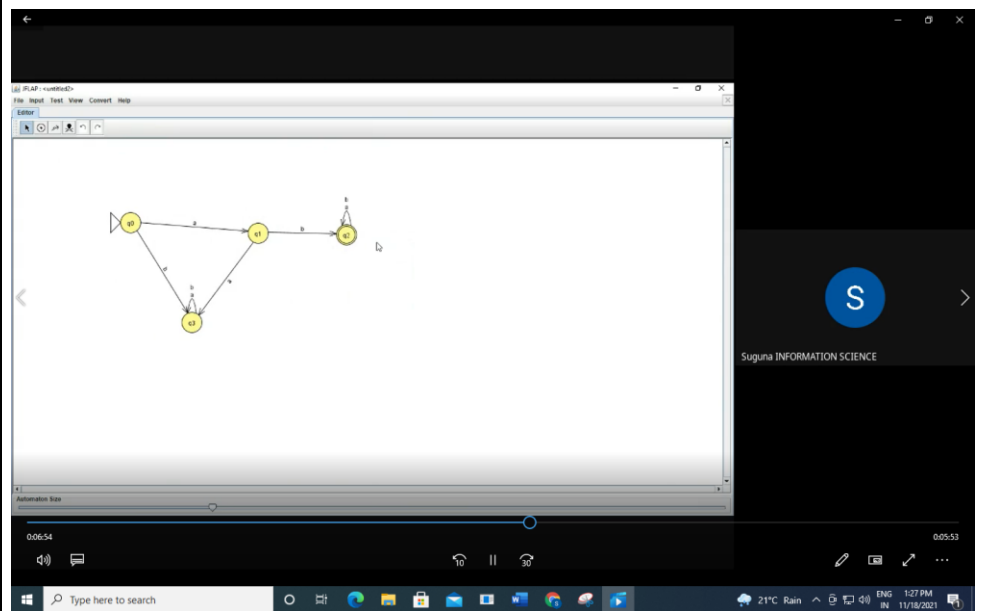 JFLAP : <untitled2>
File Input Test View Convert Help
Editor
b
a
q0
a
q1
b
q2
a
b
a
q3
S
Suguna INFORMATION SCIENCE
Automaton Size
0:06:54
0:05:53
10
30
Type here to search
21°C Rain
ENG
IN
1:27 PM
11/18/2021